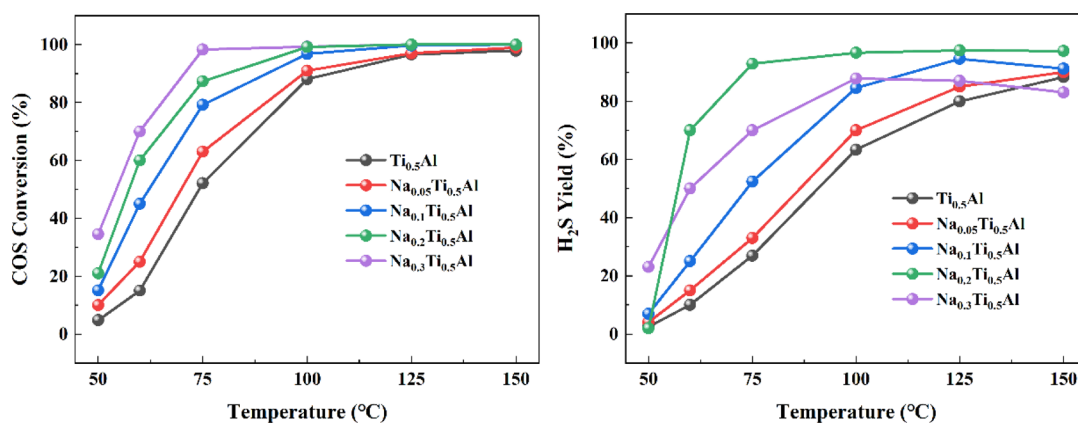 COS Conversion (%)
100
80
60
40
20
0
50
75
100
125
150
Temperature (℃)
Ti0.5Al
Na0.05Ti0.5Al
Na0.1Ti0.5Al
Na0.2Ti0.5Al
Na0.3Ti0.5Al
H2S Yield (%)
100
80
60
40
20
0
50
75
100
125
150
Temperature (℃)
Ti0.5Al
Na0.05Ti0.5Al
Na0.1Ti0.5Al
Na0.2Ti0.5Al
Na0.3Ti0.5Al